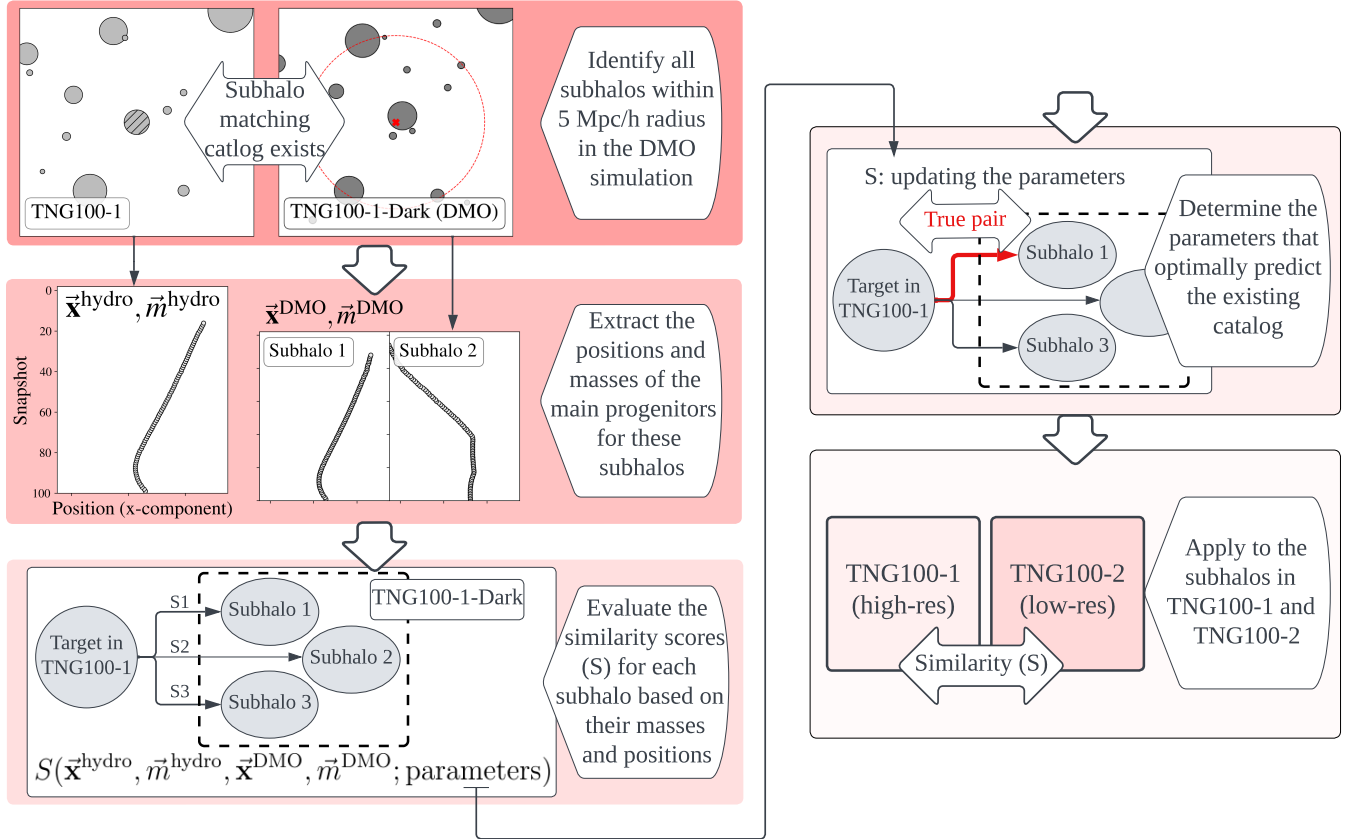 Subhalo
matching
catlog exists
TNG100-1
TNG100-1-Dark (DMO)
Identify all
subhalos within
5 Mpc/h radius
in the DMO
simulation
0
20
40
60
80
100
Snapshot
x⃗^hydro, m⃗^hydro
Position (x-component)
x⃗^DMO, m⃗^DMO
Subhalo 1
Subhalo 2
Extract the
positions and
masses of the
main progenitors
for these
subhalos
Target in
TNG100-1
S1
S2
S3
Subhalo 1
Subhalo 2
Subhalo 3
TNG100-1-Dark
S(x⃗^hydro, m⃗^hydro, x⃗^DMO, m⃗^DMO; parameters)
Evaluate the
similarity scores
(S) for each
subhalo based on
their masses
and positions
S: updating the parameters
True pair
Target in
TNG100-1
Subhalo 1
Subhalo 3
Determine the
parameters that
optimally predict
the existing
catalog
TNG100-1
(high-res)
TNG100-2
(low-res)
Similarity (S)
Apply to the
subhalos in
TNG100-1 and
TNG100-2